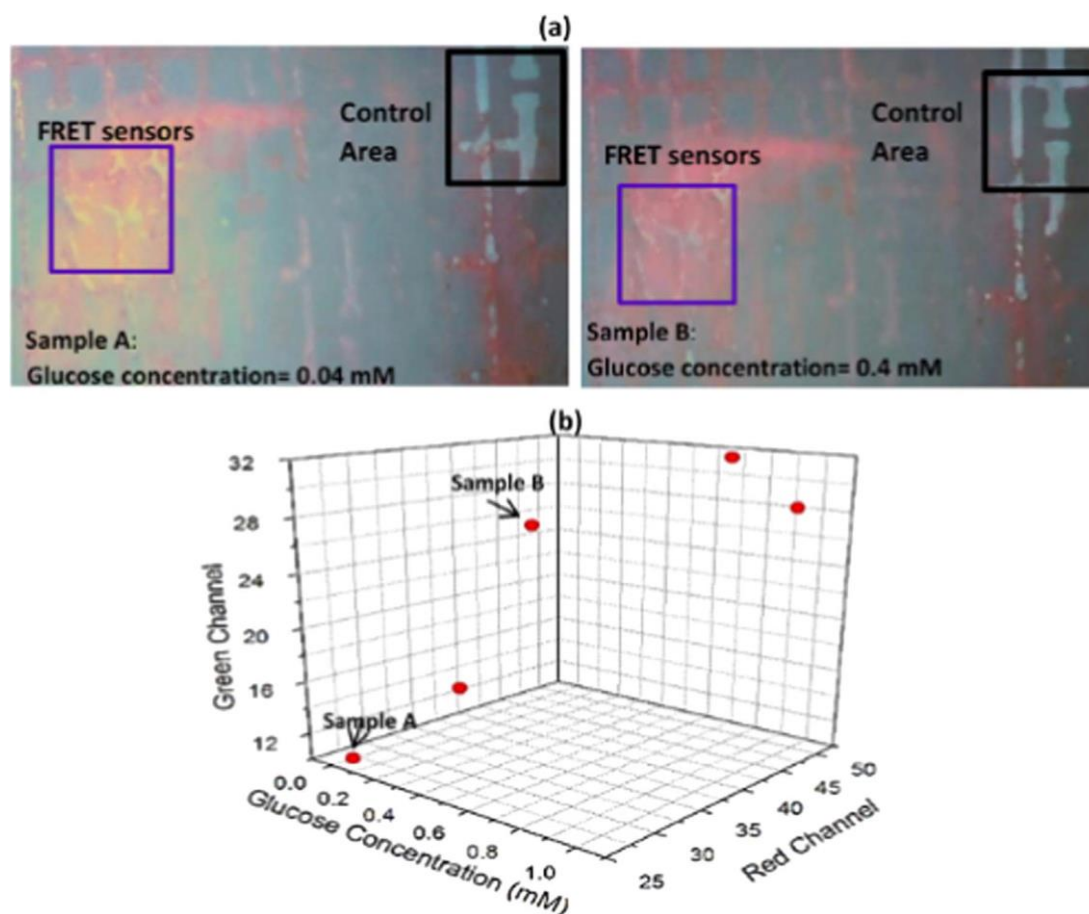 (a)
FRET sensors
Control
Area
Sample A:
Glucose concentration= 0.04 mM
FRET sensors
Control
Area
Sample B:
Glucose concentration= 0.4 mM
(b)
32
28
24
20
16
12
Green Channel
Sample B
Sample A
0.0
0.2
0.4
0.6
0.8
1.0
Glucose Concentration (mM)
25
30
35
40
45
50
Red Channel